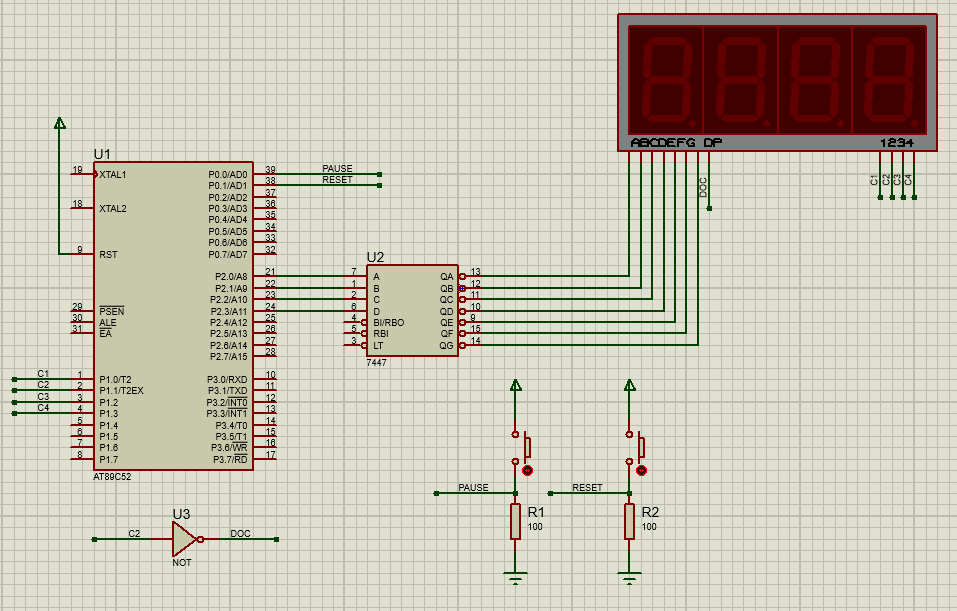 ABCDEFG DP
1234
DOC
C1
C2
C3
C4
U1
19
XTAL1
18
XTAL2
9
RST
29
PSEN
30
ALE
31
EA
C1
1
P1.0/T2
C2
2
P1.1/T2EX
C3
3
P1.2
C4
4
P1.3
5
P1.4
6
P1.5
7
P1.6
8
P1.7
P0.0/AD0
39
PAUSE
P0.1/AD1
38
RESET
P0.2/AD2
37
P0.3/AD3
36
P0.4/AD4
35
P0.5/AD5
34
P0.6/AD6
33
P0.7/AD7
32
P2.0/A8
21
P2.1/A9
22
P2.2/A10
23
P2.3/A11
24
P2.4/A12
25
P2.5/A13
26
P2.6/A14
27
P2.7/A15
28
P3.0/RXD
10
P3.1/TXD
11
P3.2/INT0
12
P3.3/INT1
13
P3.4/T0
14
P3.5/T1
15
P3.6/WR
16
P3.7/RD
17
AT89C52
U2
7
A
QA
13
1
B
QB
12
2
C
QC
11
6
D
QD
10
4
BI/RBO
QE
9
5
RBI
QF
15
3
LT
QG
14
7447
PAUSE
R1
100
RESET
R2
100
U3
C2
DOC
NOT